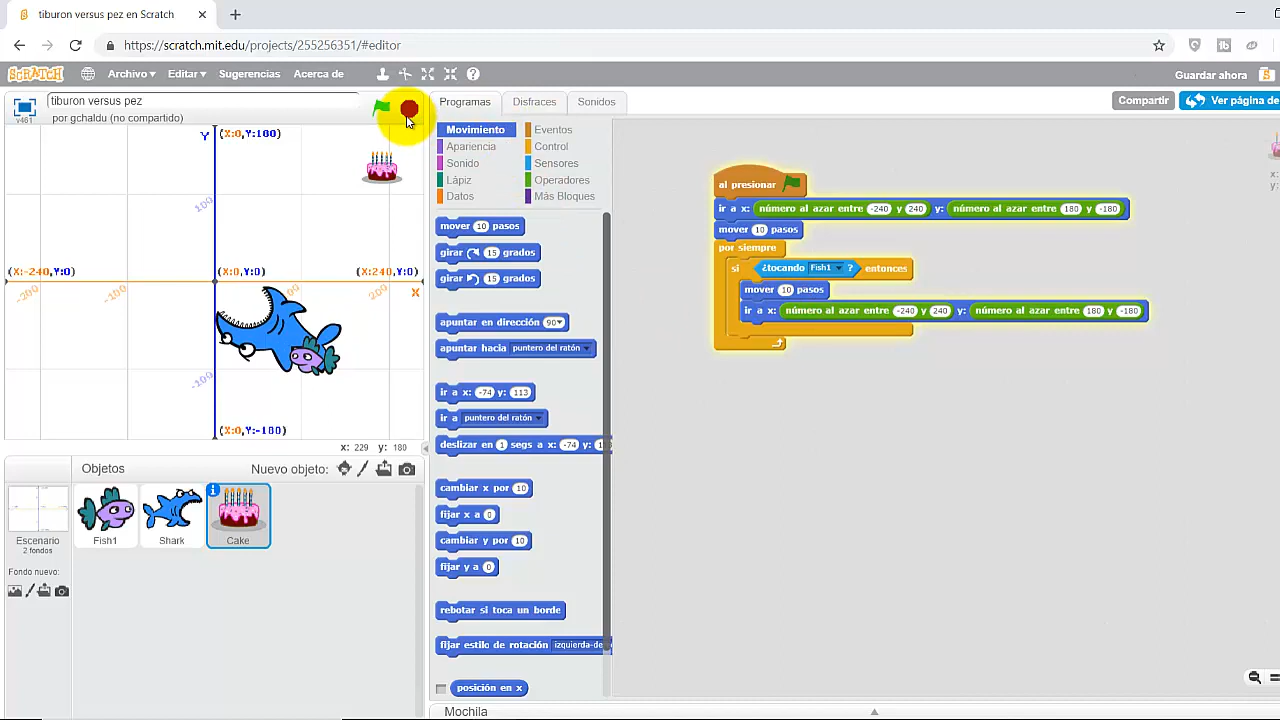 tiburon versus pez en Scratch
https://scratch.mit.edu/projects/255256351/#editor
SCRATCH Archivo Editar Sugerencias Acerca de Guardar ahora
tiburon versus pez
por gchaldu (no compartido)
v461
Programas Disfraces Sonidos Compartir Ver página de
Y (X:0,Y:180)
100
(X:-240,Y:0) (X:0,Y:0) (X:240,Y:0)
-200 -100 100 200 X
-100
(X:0,Y:-180)
x: 229 y: 180
Objetos Nuevo objeto:
Escenario
2 fondos
Fondo nuevo:
Fish1 Shark Cake
Movimiento Eventos
Apariencia Control
Sonido Sensores
Lápiz Operadores
Datos Más Bloques
mover 10 pasos
girar 15 grados
girar 15 grados
apuntar en dirección 90
apuntar hacia puntero del ratón
ir a x: -74 y: 113
ir a puntero del ratón
deslizar en 1 segs a x: -74 y: 1
cambiar x por 10
fijar x a 0
cambiar y por 10
fijar y a 0
rebotar si toca un borde
fijar estilo de rotación izquierda-de
posición en x
al presionar
ir a x: número al azar entre -240 y 240 y: número al azar entre 180 y -180
mover 10 pasos
por siempre
si ¿tocando Fish1 ? entonces
mover 10 pasos
ir a x: número al azar entre -240 y 240 y: número al azar entre 180 y -180
x:
y:
Mochila